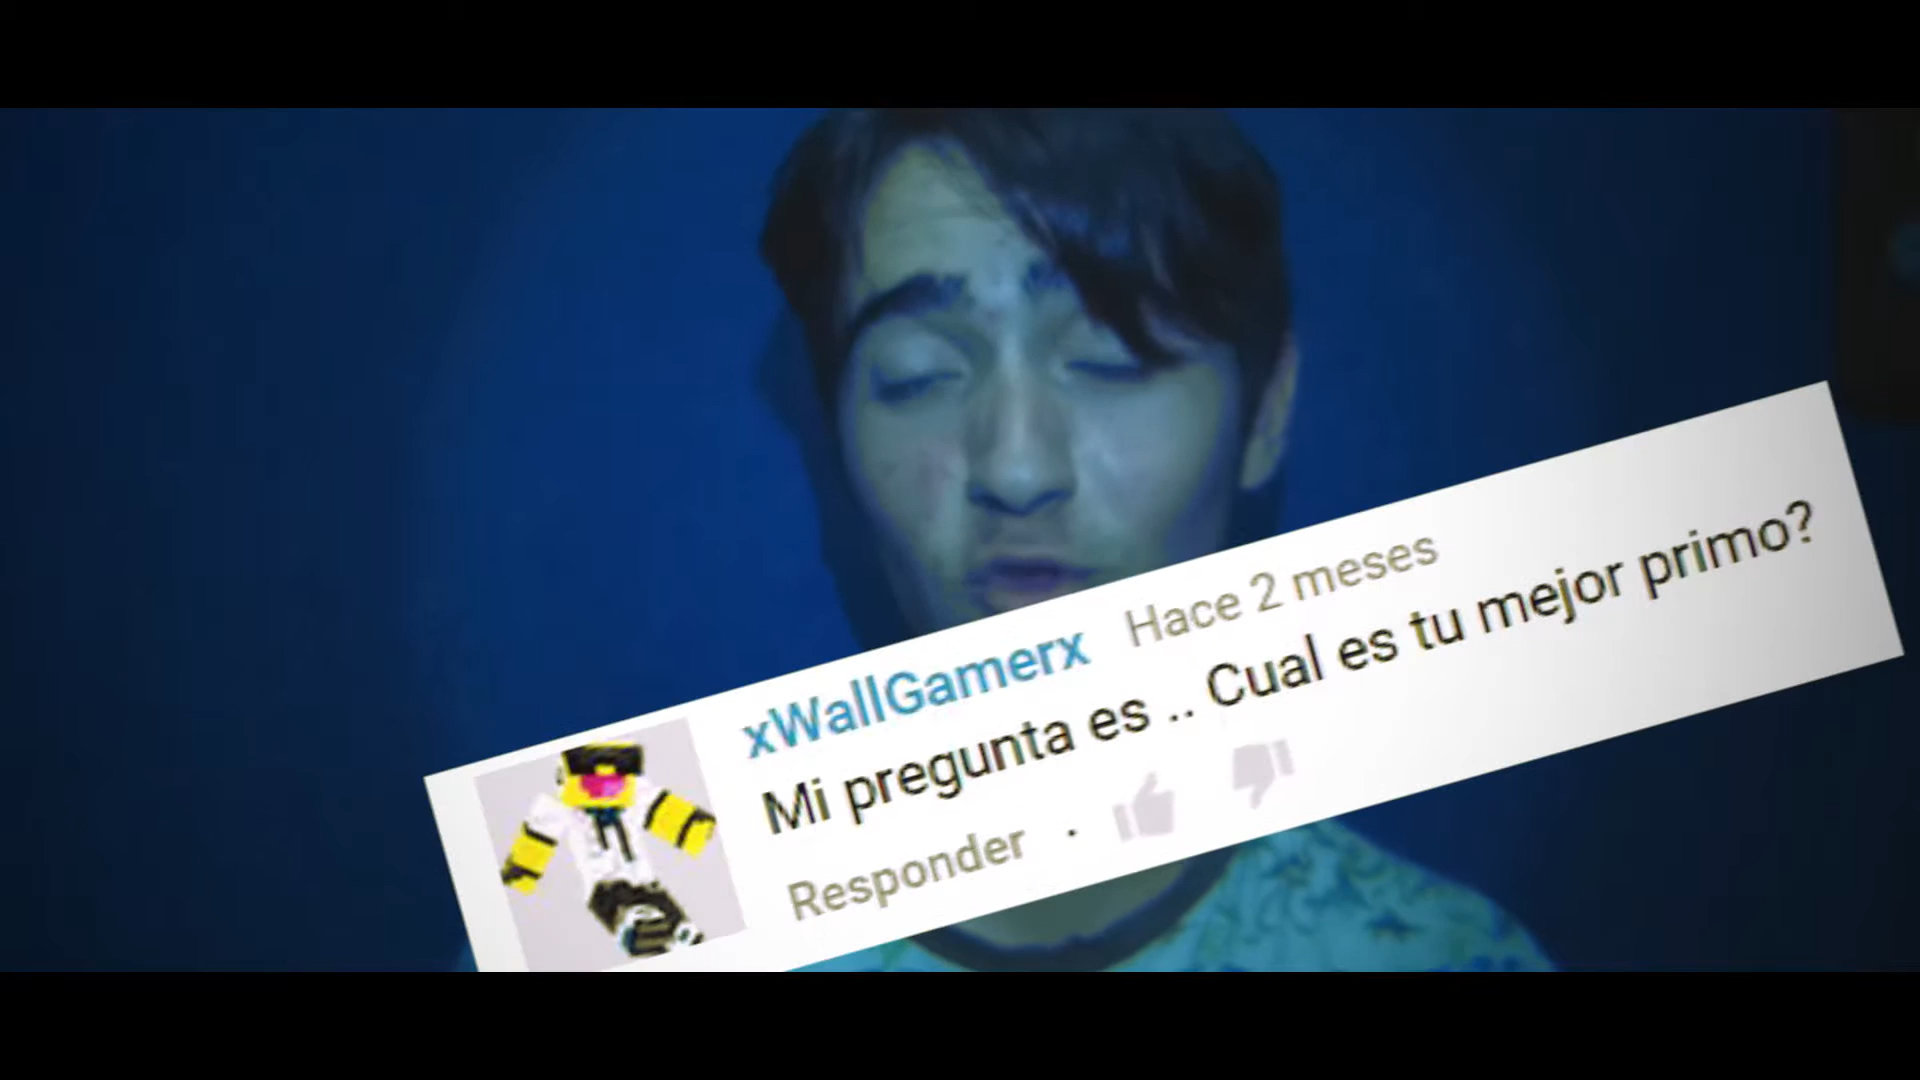 xWallGamerx Hace 2 meses
Mi pregunta es .. Cual es tu mejor primo?
Responder ·